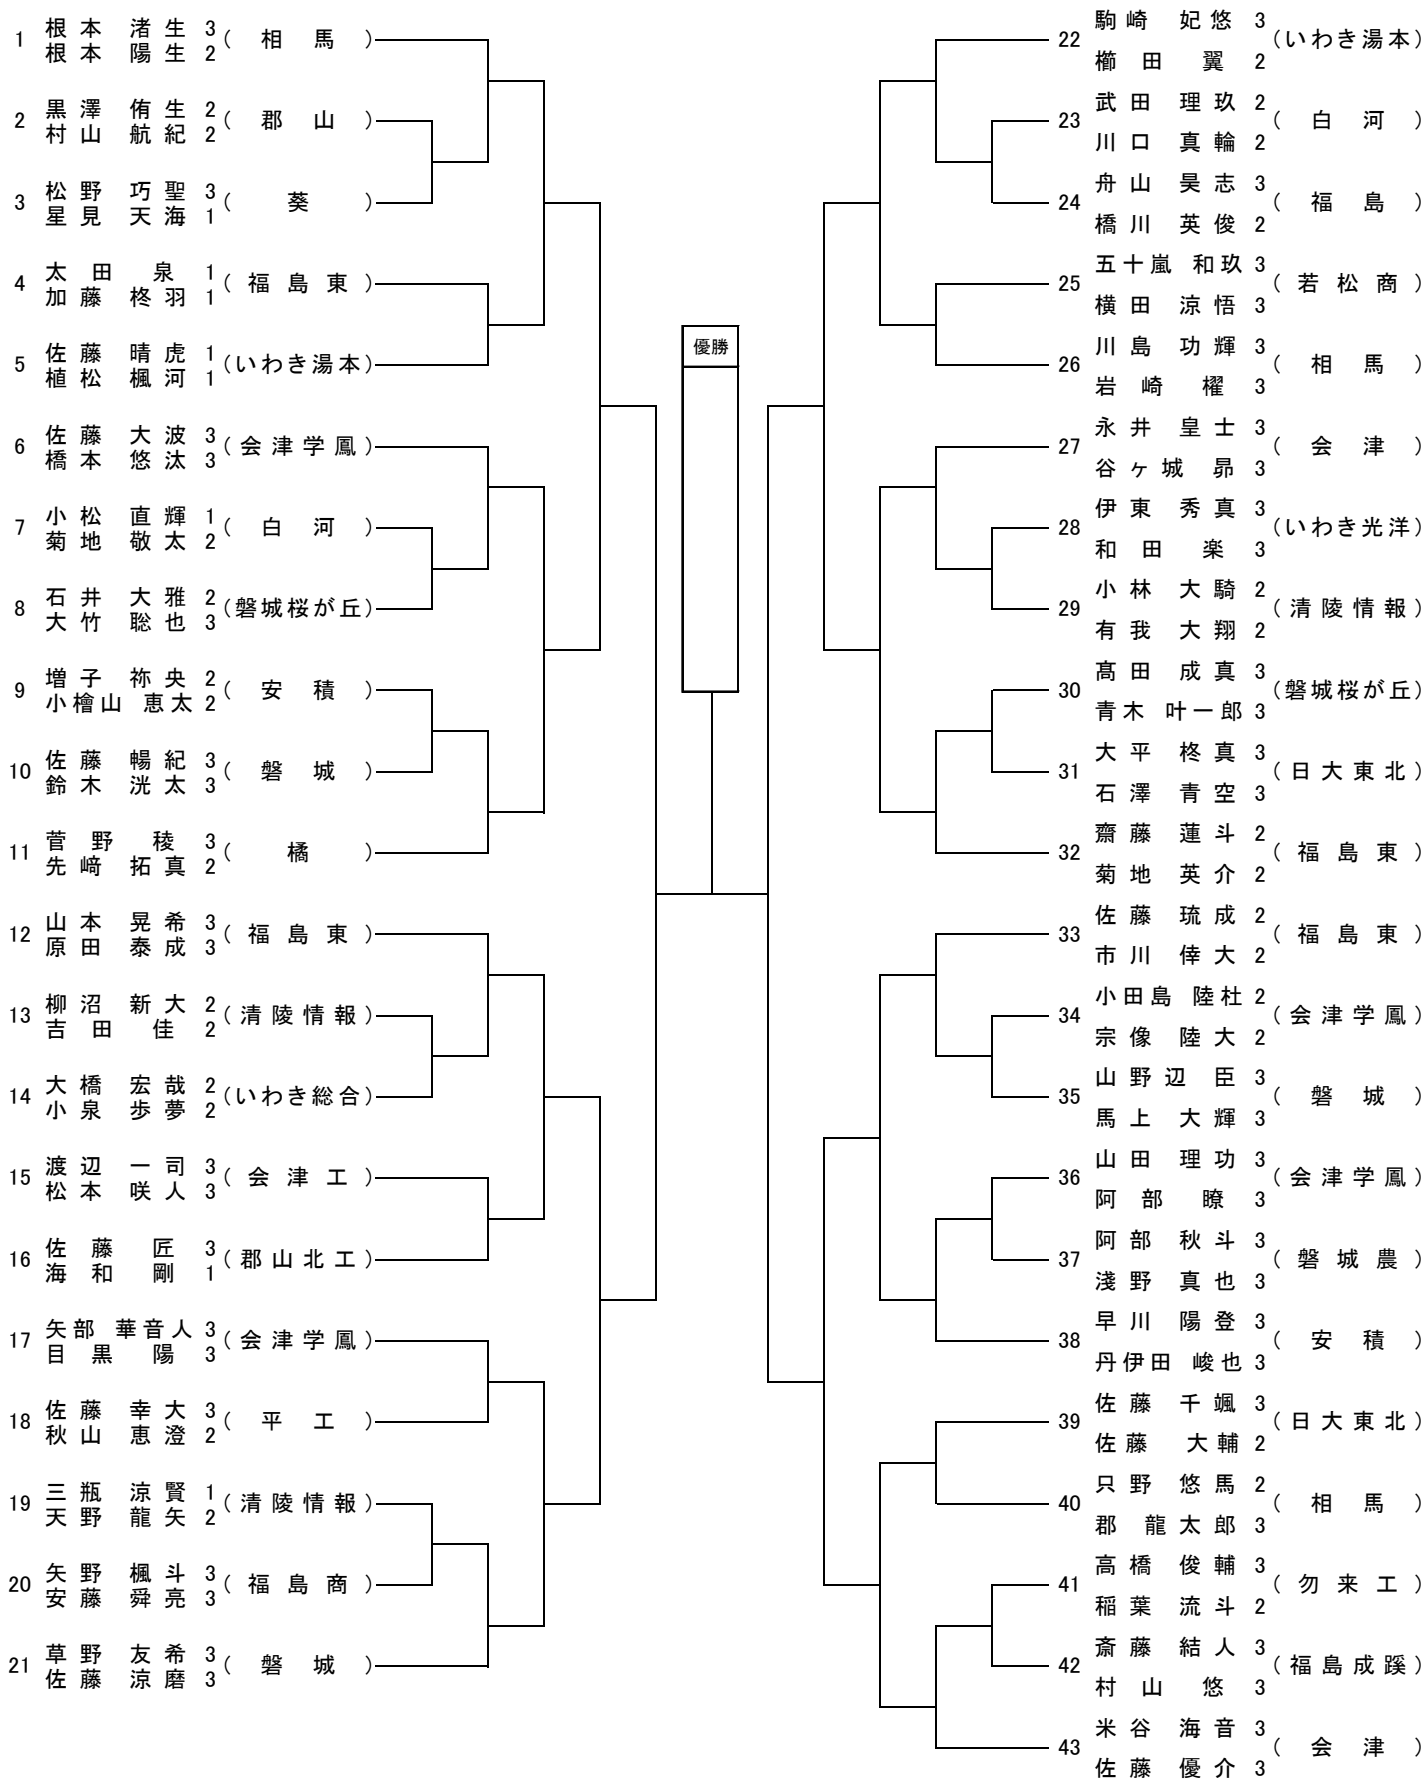 1 根本 渚生 3 (相馬)
根本 陽生 2
2 黒澤 侑生 2 (郡山)
村山 航紀 2
3 松野 巧聖 3 (葵)
星見 天海 1
4 太田 泉 1 (福島東)
加藤 柊羽 1
5 佐藤 晴虎 1 (いわき湯本)
植松 楓河 1
6 佐藤 大波 3 (会津学鳳)
橋本 悠汰 3
7 小松 直輝 1 (白河)
菊地 敬太 2
8 石井 大雅 2 (磐城桜が丘)
大竹 聡也 3
9 増子 祢央 2 (安積)
小檜山 恵太 2
10 佐藤 暢紀 3 (磐城)
鈴木 洸太 3
11 菅野 稜 3 (橘)
先﨑 拓真 2
12 山本 晃希 3 (福島東)
原田 泰成 3
13 柳沼 新大 2 (清陵情報)
吉田 佳 2
14 大橋 宏哉 2 (いわき総合)
小泉 歩夢 2
15 渡辺 一司 3 (会津工)
松本 咲人 3
16 佐藤 匠 3 (郡山北工)
海和 剛 1
17 矢部 華音人 3 (会津学鳳)
目黒 陽 3
18 佐藤 幸大 3 (平工)
秋山 恵澄 2
19 三瓶 涼賢 1 (清陵情報)
天野 龍矢 2
20 矢野 楓斗 3 (福島商)
安藤 舜亮 3
21 草野 友希 3 (磐城)
佐藤 涼磨 3
優勝
22 駒崎 妃悠 3 (いわき湯本)
櫛田 翼 2
23 武田 理玖 2 (白河)
川口 真輪 2
24 舟山 昊志 3 (福島)
橋川 英俊 2
25 五十嵐 和玖 3 (若松商)
横田 涼悟 3
26 川島 功輝 3 (相馬)
岩崎 櫂 3
27 永井 皇士 3 (会津)
谷ヶ城 昴 3
28 伊東 秀真 3 (いわき光洋)
和田 楽 3
29 小林 大騎 2 (清陵情報)
有我 大翔 2
30 髙田 成真 3 (磐城桜が丘)
青木 叶一郎 3
31 大平 柊真 3 (日大東北)
石澤 青空 3
32 齋藤 蓮斗 2 (福島東)
菊地 英介 2
33 佐藤 琉成 2 (福島東)
市川 倖大 2
34 小田島 陸杜 2 (会津学鳳)
宗像 陸大 2
35 山野辺 臣 3 (磐城)
馬上 大輝 3
36 山田 理功 3 (会津学鳳)
阿部 瞭 3
37 阿部 秋斗 3 (磐城農)
淺野 真也 3
38 早川 陽登 3 (安積)
丹伊田 峻也 3
39 佐藤 千颯 3 (日大東北)
佐藤 大輔 2
40 只野 悠馬 2 (相馬)
郡 龍太郎 3
41 高橋 俊輔 3 (勿来工)
稲葉 流斗 2
42 斎藤 結人 3 (福島成蹊)
村山 悠 3
43 米谷 海音 3 (会津)
佐藤 優介 3